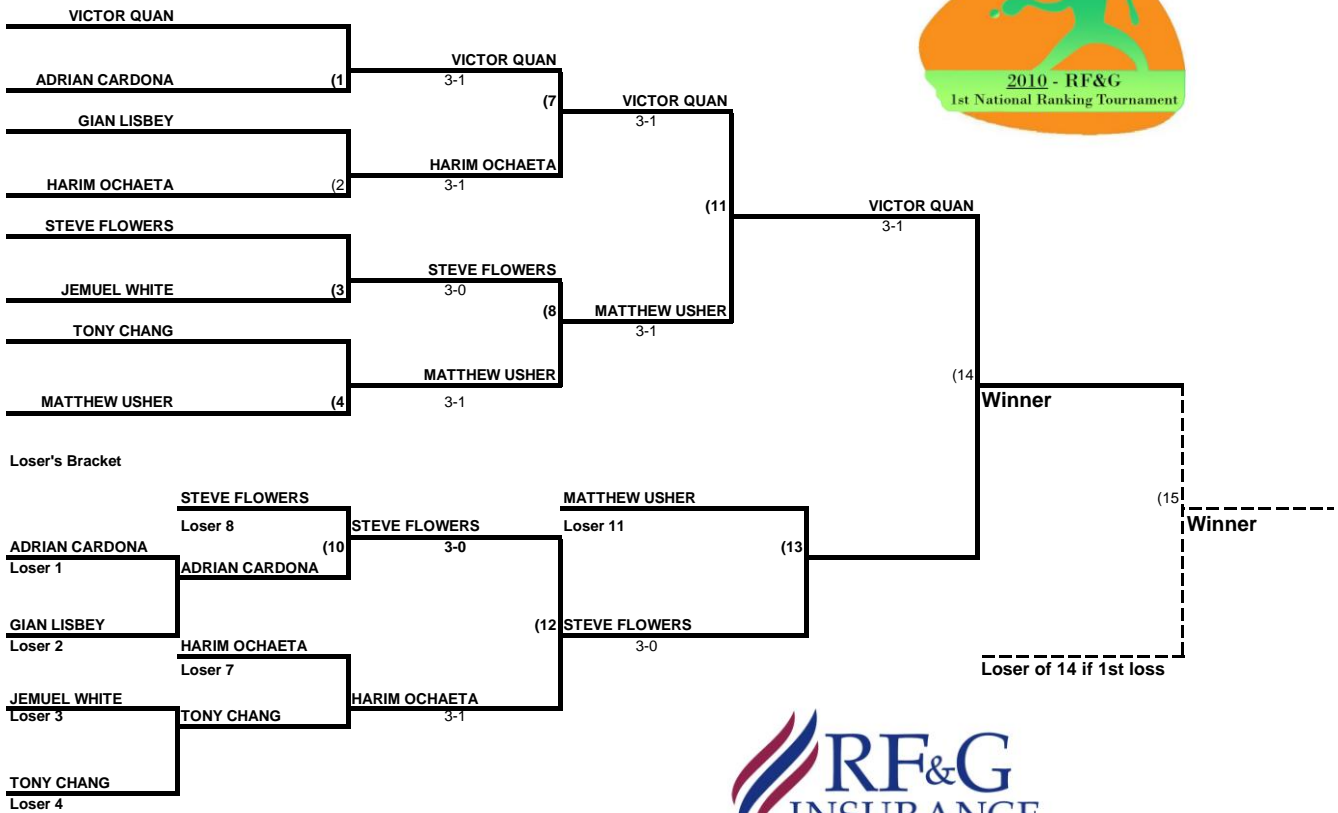 VICTOR QUAN
ADRIAN CARDONA (1
VICTOR QUAN
3-1
GIAN LISBEY
HARIM OCHAETA (2
HARIM OCHAETA
3-1
(7
VICTOR QUAN
3-1
STEVE FLOWERS
JEMUEL WHITE (3
STEVE FLOWERS
3-0
TONY CHANG
MATTHEW USHER (4
MATTHEW USHER
3-1
(8
MATTHEW USHER
3-1
(11
VICTOR QUAN
3-1
(14
Winner
2010 - RF&G
1st National Ranking Tournament
Loser's Bracket
STEVE FLOWERS
Loser 8
ADRIAN CARDONA
Loser 1
GIAN LISBEY
Loser 2
ADRIAN CARDONA
(10
STEVE FLOWERS
3-0
HARIM OCHAETA
Loser 7
JEMUEL WHITE
Loser 3
TONY CHANG
Loser 4
TONY CHANG
HARIM OCHAETA
3-1
MATTHEW USHER
Loser 11
(12 STEVE FLOWERS
3-0
(13
(15
Winner
Loser of 14 if 1st loss
RF&G
INSURANCE